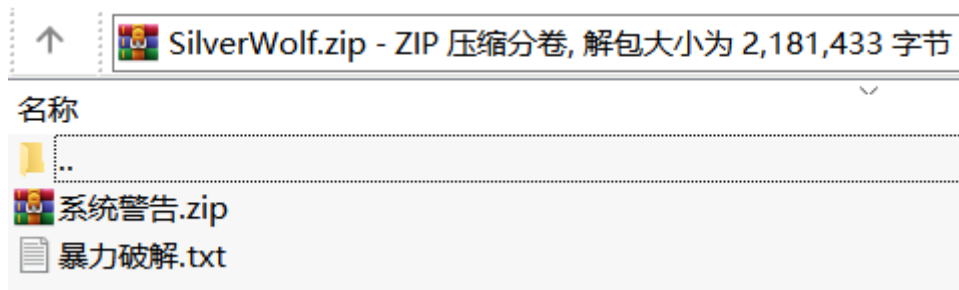 SilverWolf.zip - ZIP 压缩分卷, 解包大小为 2,181,433 字节
名称
..
系统警告.zip
暴力破解.txt